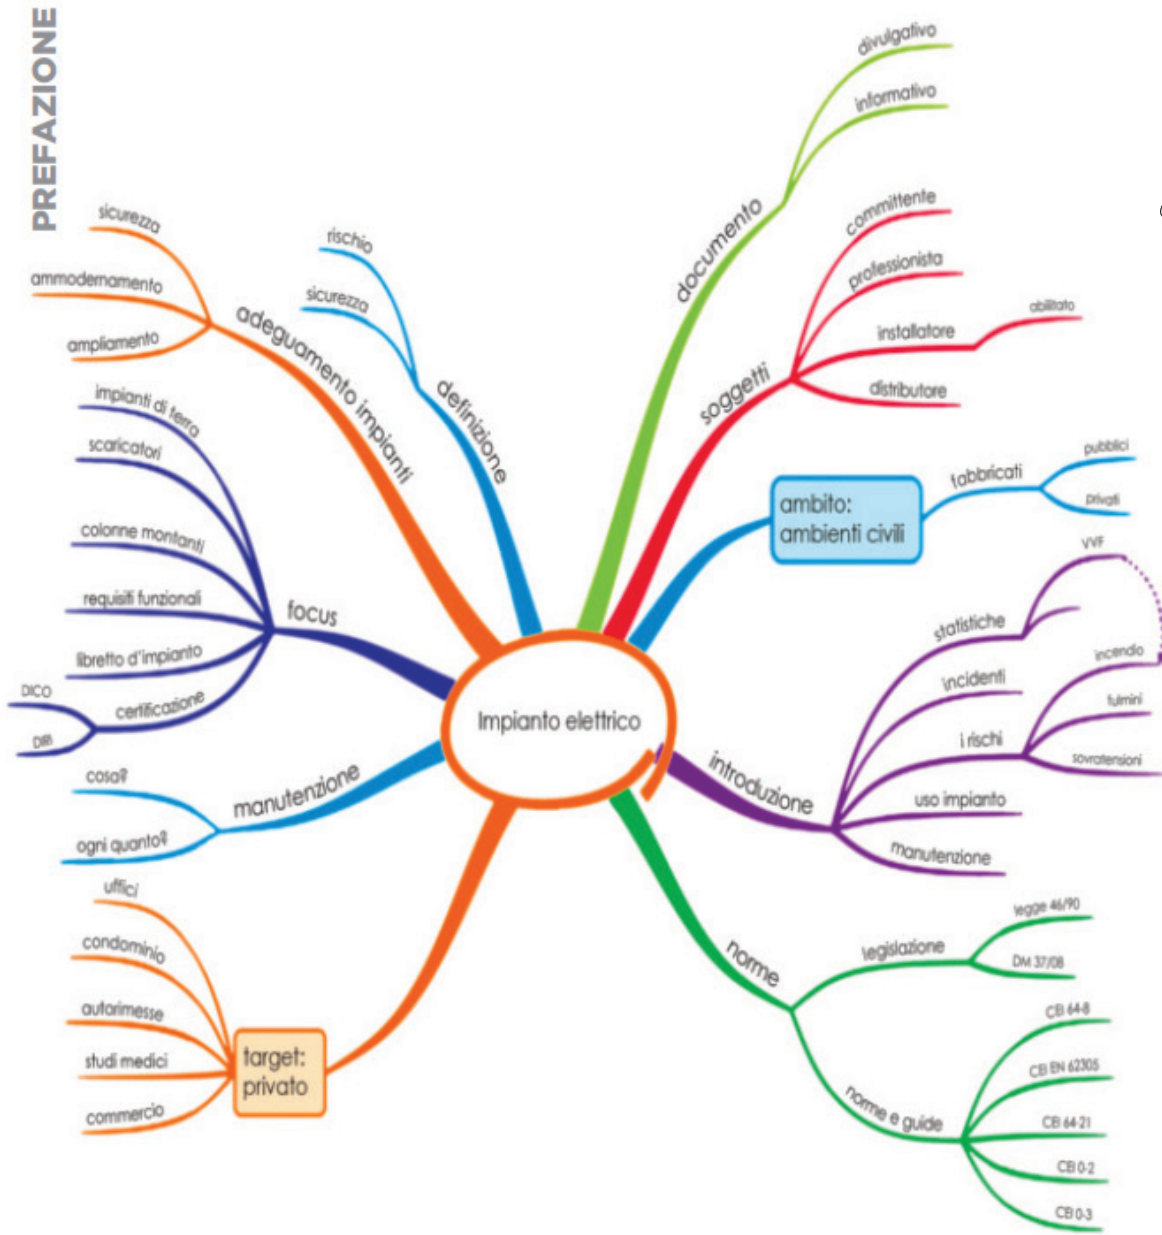 PREFAZIONE
Impianto elettrico
documento
divulgativo
informativo
soggetti
committente
professionista
installatore
abilitato
distributore
ambito:
ambienti civili
fabbricati
pubblici
privati
introduzione
statistiche
VVF
incidenti
i rischi
incendio
fulmini
sovratensioni
uso impianto
manutenzione
norme
legislazione
legge 46/90
DM 37/08
norme e guide
CEI 64-8
CEI EN 62305
CEI 64-21
CEI 0-2
CEI 0-3
target:
privato
uffici
condominio
autorimesse
studi medici
commercio
manutenzione
cosa?
ogni quanto?
focus
impianti di terra
scaricatori
colonne montanti
requisiti funzionali
libretto d'impianto
certificazione
DICO
DIRI
adeguamento impianti
sicurezza
ammodernamento
ampliamento
definizione
rischio
sicurezza